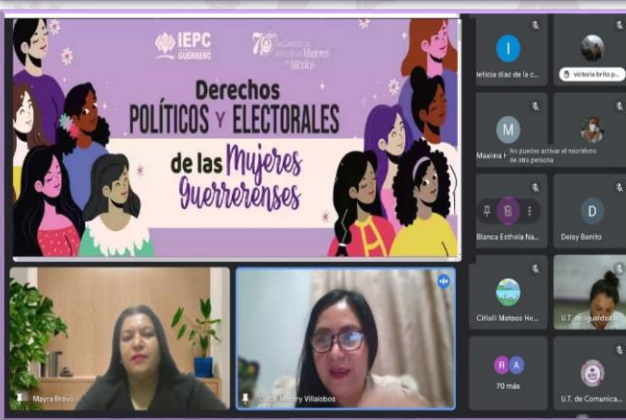 IEPC
GUERRERO
70
Mujeres
México
Derechos
POLÍTICOS Y ELECTORALES
de las Mujeres
Guerrerenses
leticia díaz de la c...
victoria brito p...
No puedes activar el micrófono
de otra persona
Blanca Esthela Na...
Deisy Benito
Citlali Mateos He...
U.T. de Igualdad
70 más
U.T. de Comunica...
Mayra Bravo
Villalobos
I
M
D
R A